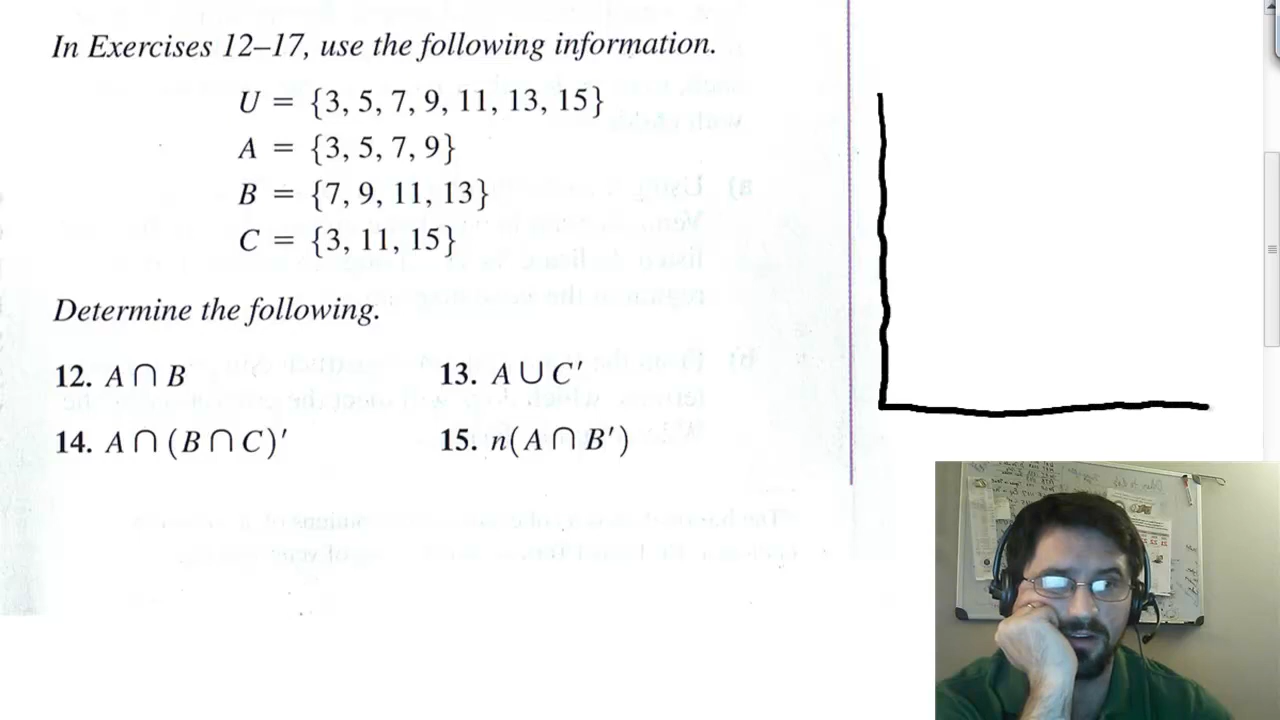 In Exercises 12–17, use the following information.
U = {3, 5, 7, 9, 11, 13, 15}
A = {3, 5, 7, 9}
B = {7, 9, 11, 13}
C = {3, 11, 15}
Determine the following.
12. A ∩ B
13. A ∪ C′
14. A ∩ (B ∩ C)′
15. n(A ∩ B′)